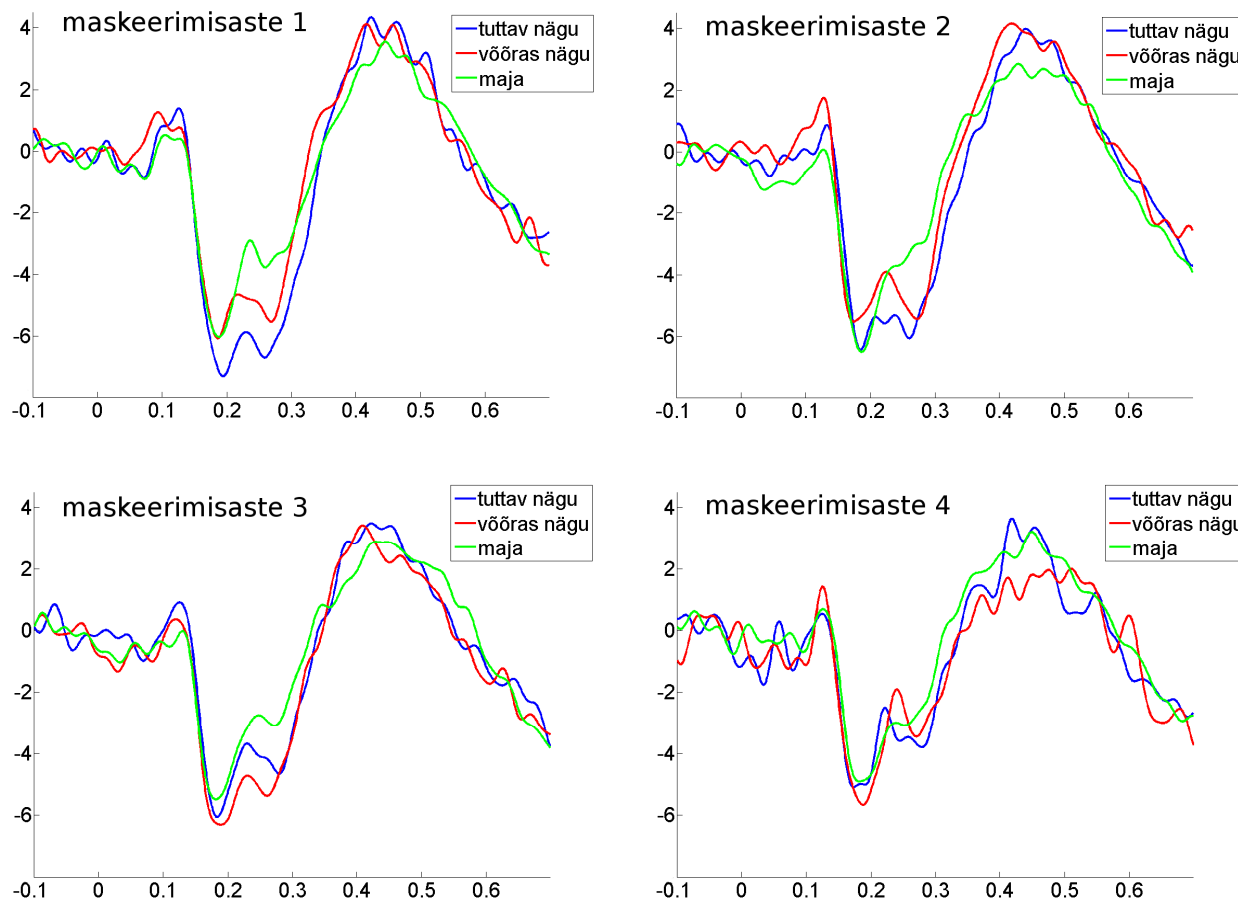 maskeerimisaste 1
tuttav nägu
võõras nägu
maja
4
2
0
-2
-4
-6
-0.1 0 0.1 0.2 0.3 0.4 0.5 0.6
maskeerimisaste 2
tuttav nägu
võõras nägu
maja
4
2
0
-2
-4
-6
-0.1 0 0.1 0.2 0.3 0.4 0.5 0.6
maskeerimisaste 3
tuttav nägu
võõras nägu
maja
4
2
0
-2
-4
-6
-0.1 0 0.1 0.2 0.3 0.4 0.5 0.6
maskeerimisaste 4
tuttav nägu
võõras nägu
maja
4
2
0
-2
-4
-6
-0.1 0 0.1 0.2 0.3 0.4 0.5 0.6